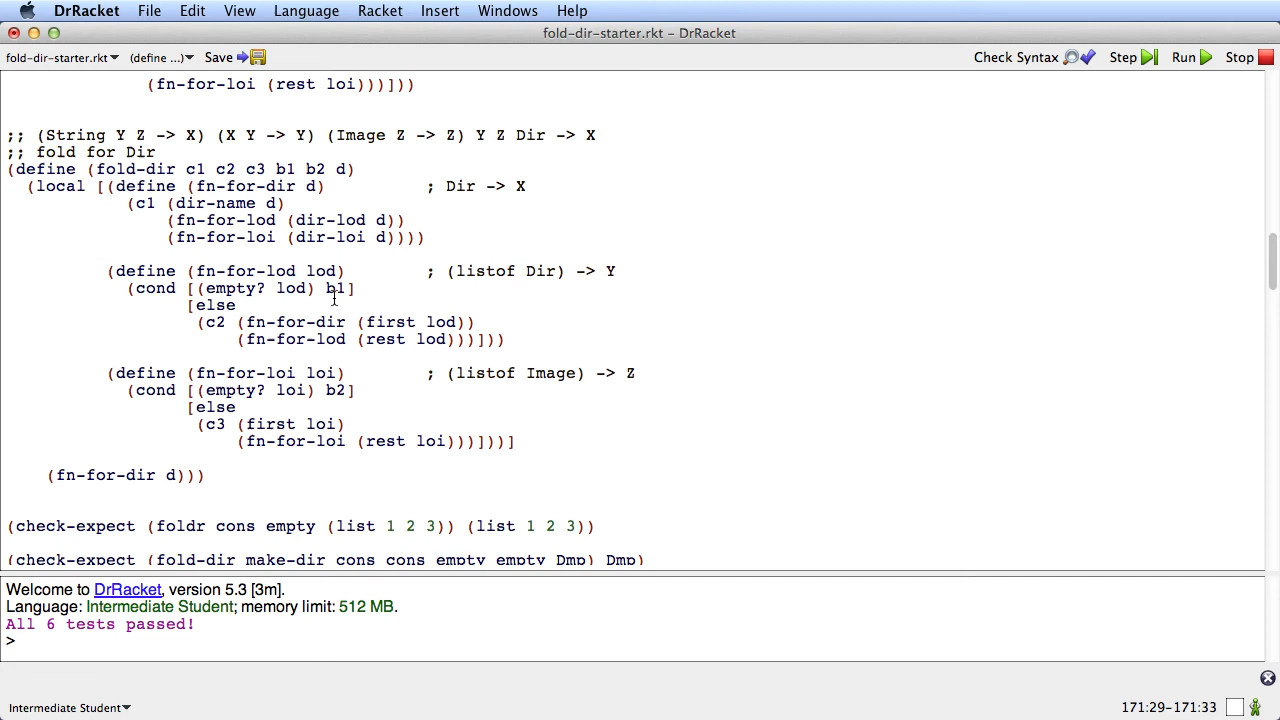 DrRacket File Edit View Language Racket Insert Windows Help
fold-dir-starter.rkt - DrRacket
fold-dir-starter.rkt (define ...) Save Check Syntax Step Run Stop
(fn-for-loi (rest loi)))]))
;; (String Y Z -> X) (X Y -> Y) (Image Z -> Z) Y Z Dir -> X
;; fold for Dir
(define (fold-dir c1 c2 c3 b1 b2 d)
(local [(define (fn-for-dir d) ; Dir -> X
(c1 (dir-name d)
(fn-for-lod (dir-lod d))
(fn-for-loi (dir-loi d))))
(define (fn-for-lod lod) ; (listof Dir) -> Y
(cond [(empty? lod) b1]
[else
(c2 (fn-for-dir (first lod))
(fn-for-lod (rest lod)))]))
(define (fn-for-loi loi) ; (listof Image) -> Z
(cond [(empty? loi) b2]
[else
(c3 (first loi)
(fn-for-loi (rest loi)))]))]
(fn-for-dir d)))
(check-expect (foldr cons empty (list 1 2 3)) (list 1 2 3))
(check-expect (fold-dir make-dir cons cons empty empty Dmp) Dmp)
Welcome to DrRacket, version 5.3 [3m].
Language: Intermediate Student; memory limit: 512 MB.
All 6 tests passed!
>
Intermediate Student 171:29-171:33